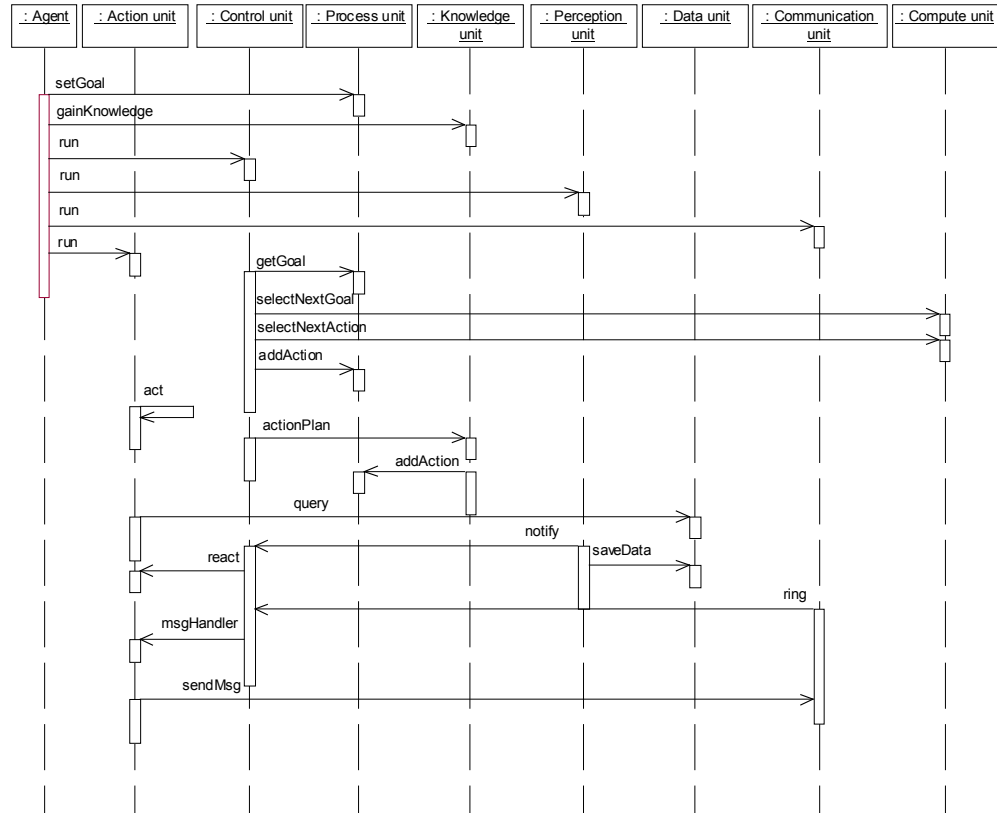 : Agent
: Action unit
: Control unit
: Process unit
: Knowledge
unit
: Perception
unit
: Data unit
: Communication
unit
: Compute unit
setGoal
gainKnowledge
run
run
run
run
getGoal
selectNextGoal
selectNextAction
addAction
act
actionPlan
addAction
query
notify
saveData
react
ring
msgHandler
sendMsg